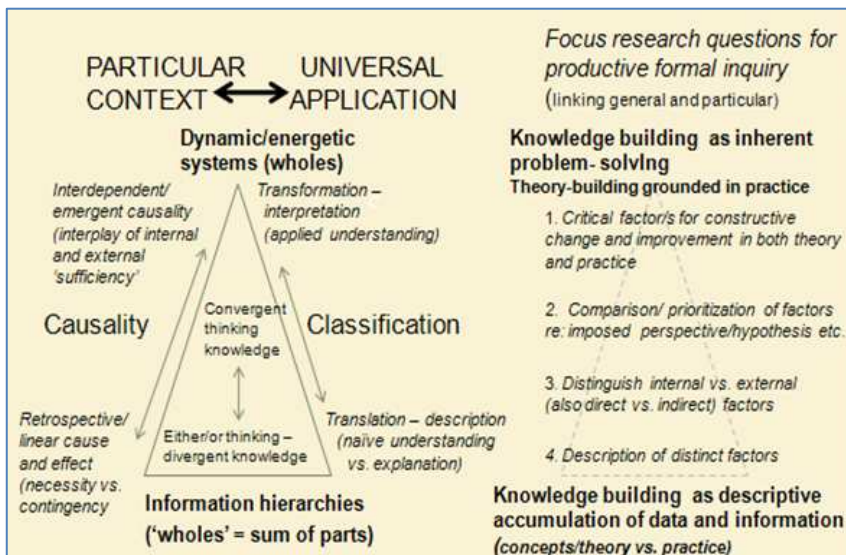 PARTICULAR UNIVERSAL
CONTEXT APPLICATION
Dynamic/energetic
systems (wholes)
Interdependent/
emergent causality
(interplay of internal
and external
'sufficiency'
Transformation –
interpretation
(applied understanding)
Causality
Convergent
thinking
knowledge
Classification
Retrospective/
linear cause
and effect
(necessity vs.
contingency
Either/or thinking –
divergent knowledge
Translation – description
(naïve understanding
vs. explanation)
Information hierarchies
('wholes' = sum of parts)
Focus research questions for
productive formal inquiry
(linking general and particular)
Knowledge building as inherent
problem- solvIng
Theory-building grounded in practice
1. Critical factor/s for constructive
change and improvement in both theory
and practice
2. Comparison/ prioritization of factors
re: imposed perspective/hypothesis etc.
3. Distinguish internal vs. external
(also direct vs. indirect) factors
4. Description of distinct factors
Knowledge building as descriptive
accumulation of data and information
(concepts/theory vs. practice)